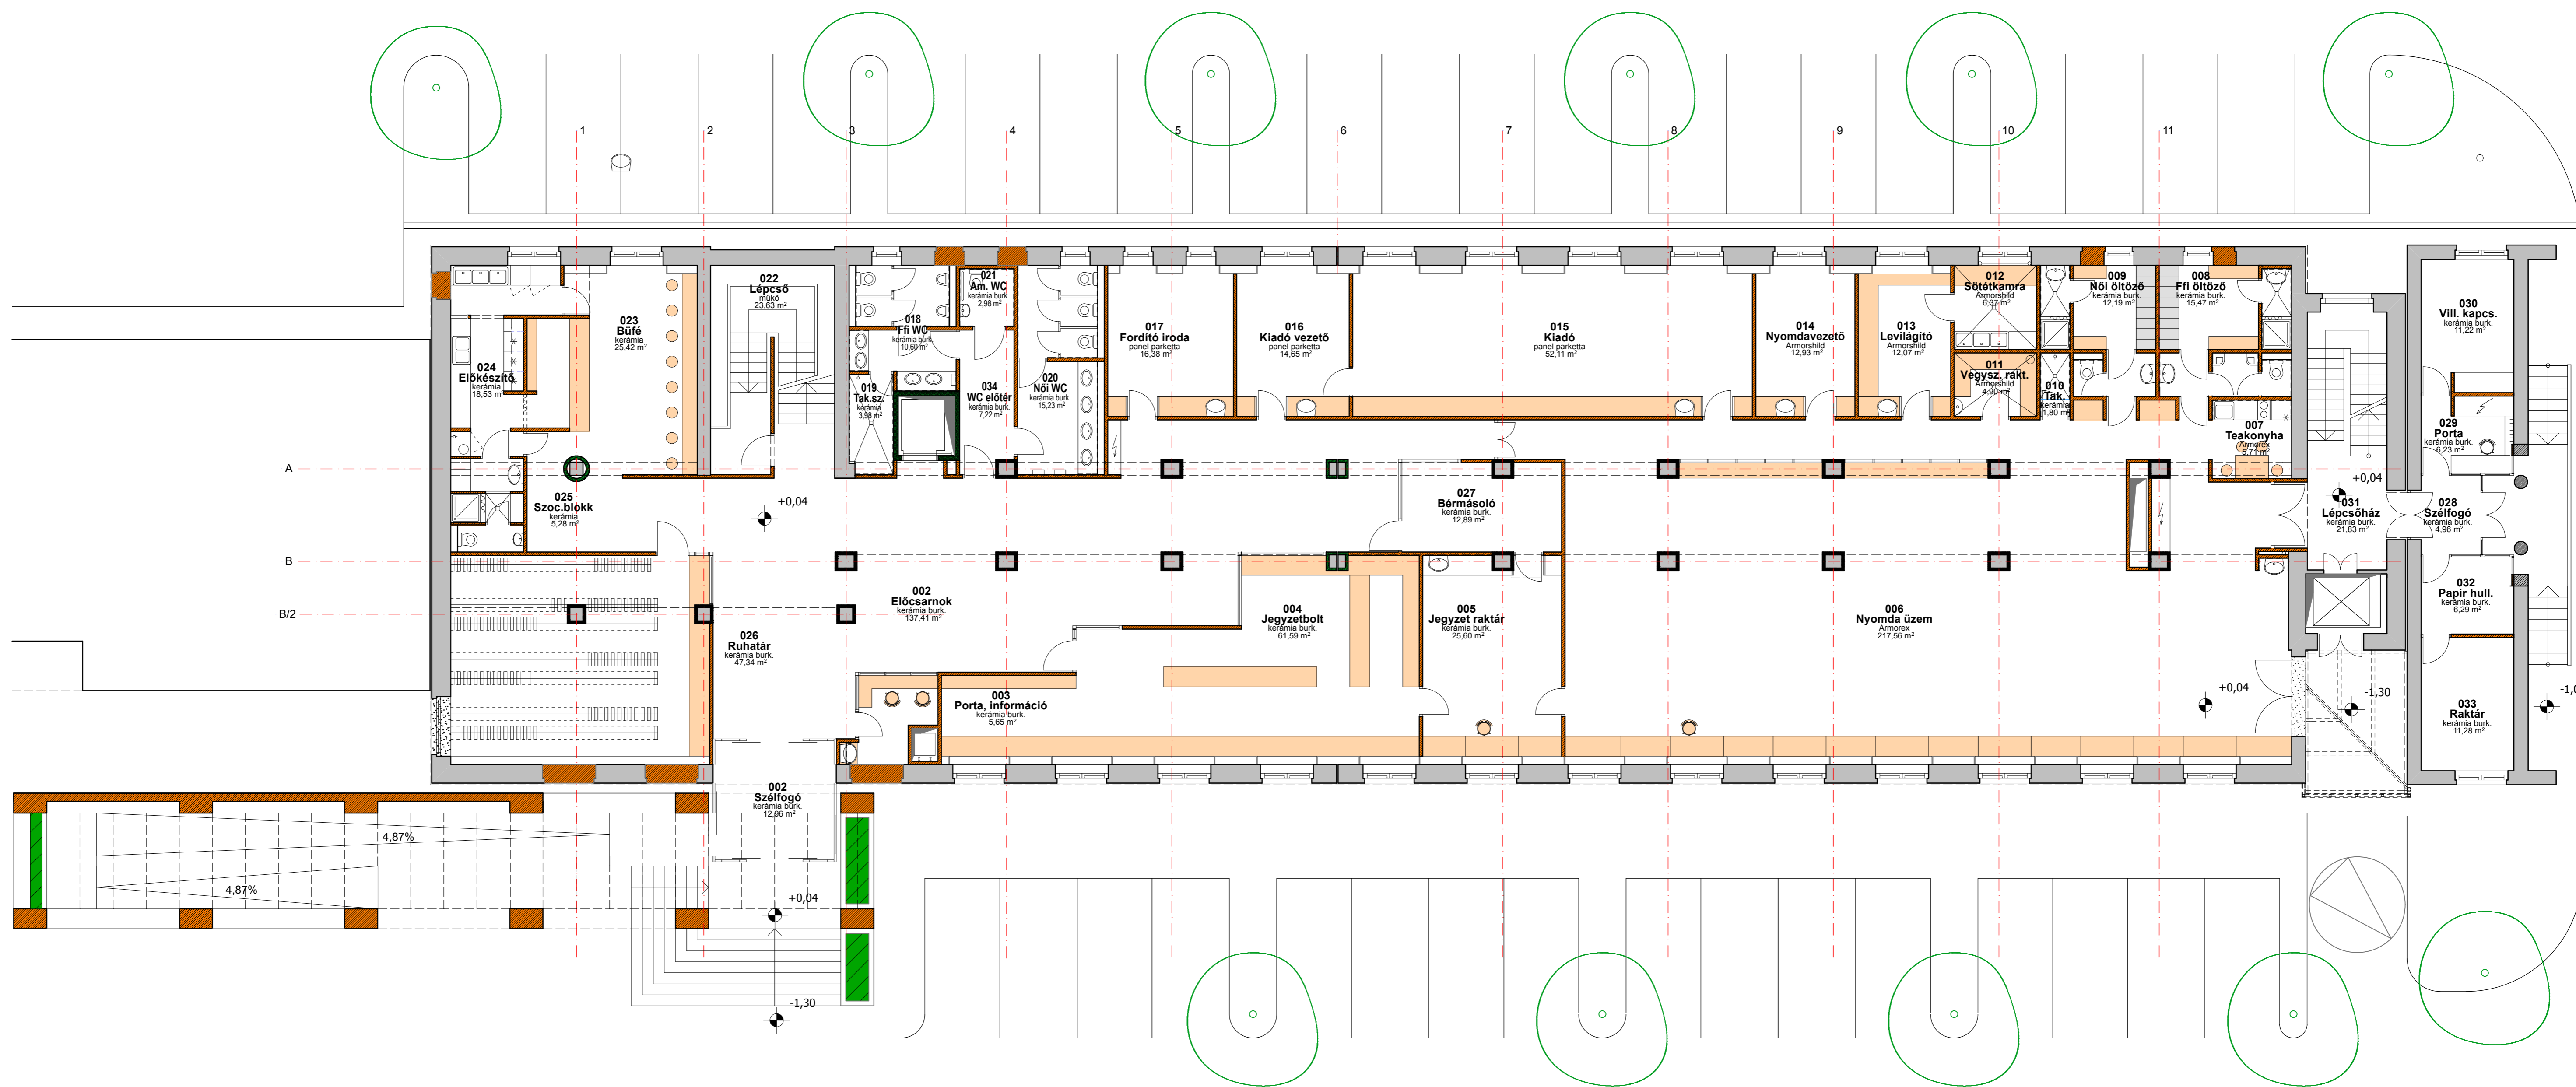 1
2
3
4
5
6
7
8
9
10
11
A
B
B/2
022
Lépcső
műkő
23,63 m²
023
Büfé
kerámia
25,42 m²
024
Előkészítő
kerámia
18,53 m²
025
Szoc.blokk
kerámia
5,28 m²
018
Ffi WC
kerámia burk.
10,60 m²
021
Am. WC
kerámia burk.
2,98 m²
019
Tak.sz.
kerámia
3,98 m²
034
WC előtér
kerámia burk.
7,22 m²
020
Női WC
kerámia burk.
15,23 m²
017
Fordító iroda
panel parketta
16,38 m²
016
Kiadó vezető
panel parketta
14,65 m²
015
Kiadó
panel parketta
52,11 m²
014
Nyomdavezető
Armorshild
12,93 m²
013
Levilágító
Armorshild
12,07 m²
012
Sötétkamra
Armorshild
6,37 m²
011
Vegysz. rakt.
Armorshild
4,90 m²
010
Tak.
kerámia
1,80 m²
009
Női öltöző
kerámia burk.
12,19 m²
008
Ffi öltöző
kerámia burk.
15,47 m²
007
Teakonyha
Armorex
5,71 m²
030
Vill. kapcs.
kerámia burk.
11,22 m²
029
Porta
kerámia burk.
6,23 m²
+0,04
031
Lépcsőház
kerámia burk.
21,83 m²
028
Szélfogó
kerámia burk.
4,96 m²
032
Papír hull.
kerámia burk.
6,29 m²
033
Raktár
kerámia burk.
11,28 m²
+0,04
027
Bérmásoló
kerámia burk.
12,89 m²
002
Előcsarnok
kerámia burk.
137,41 m²
026
Ruhatár
kerámia burk.
47,34 m²
004
Jegyzetbolt
kerámia burk.
61,59 m²
005
Jegyzet raktár
kerámia burk.
25,60 m²
006
Nyomda üzem
Armorex
217,56 m²
003
Porta, információ
kerámia burk.
5,65 m²
+0,04
-1,30
002
Szélfogó
kerámia burk.
12,96 m²
4,87%
4,87%
+0,04
-1,30